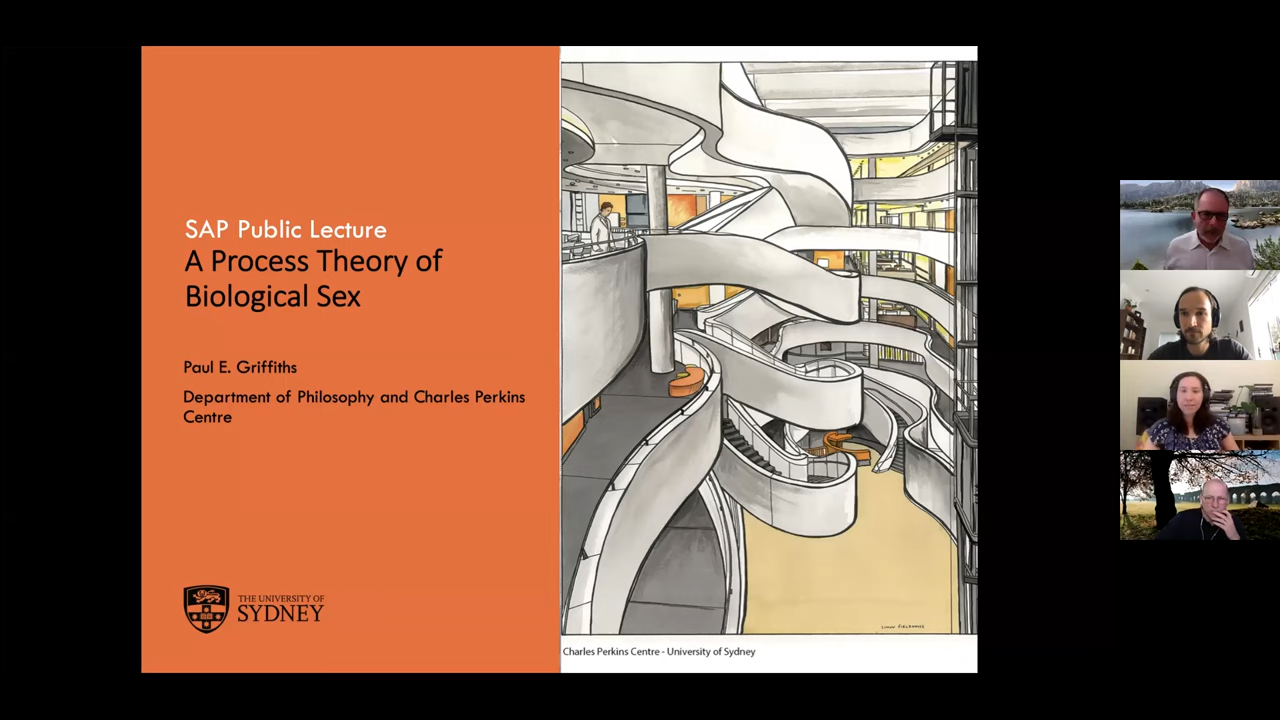 SAP Public Lecture
A Process Theory of
Biological Sex
Paul E. Griffiths
Department of Philosophy and Charles Perkins
Centre
THE UNIVERSITY OF
SYDNEY
Charles Perkins Centre - University of Sydney